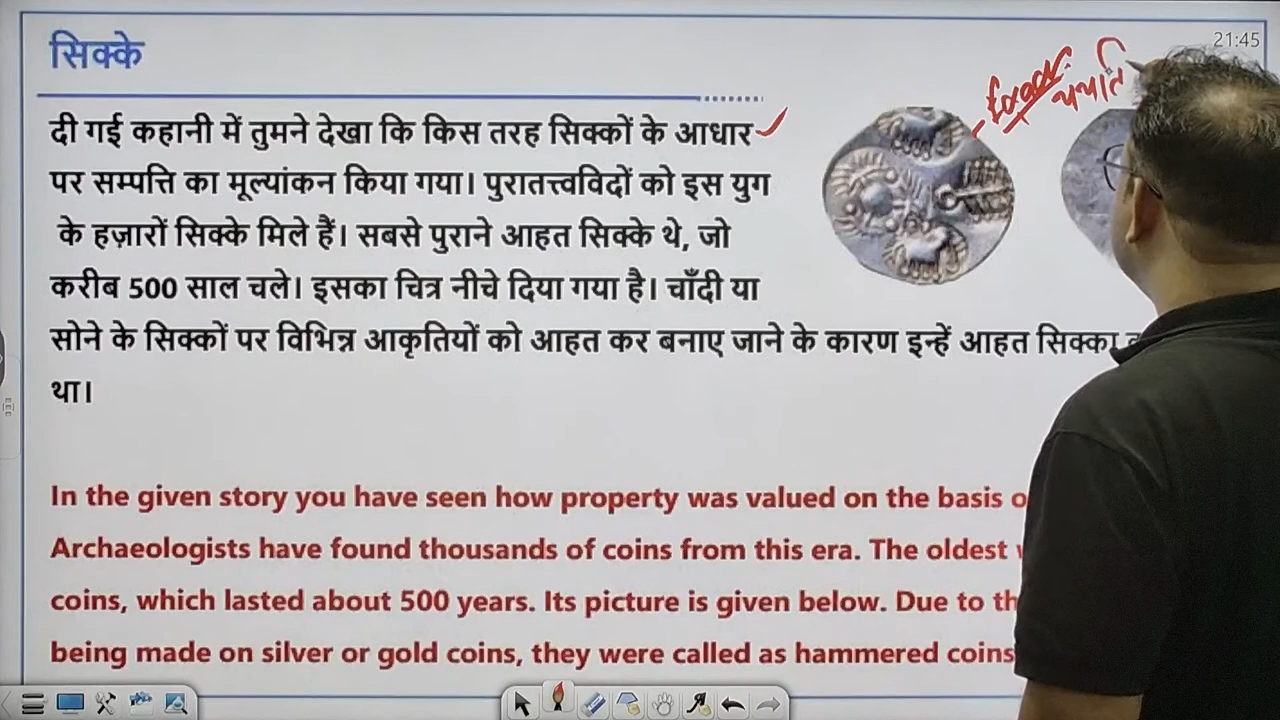 21:45
सिक्के
दी गई कहानी में तुमने देखा कि किस तरह सिक्कों के आधार
पर सम्पत्ति का मूल्यांकन किया गया। पुरातत्त्वविदों को इस युग
के हज़ारों सिक्के मिले हैं। सबसे पुराने आहत सिक्के थे, जो
करीब 500 साल चले। इसका चित्र नीचे दिया गया है। चाँदी या
सोने के सिक्कों पर विभिन्न आकृतियों को आहत कर बनाए जाने के कारण इन्हें आहत सिक्का
था।
In the given story you have seen how property was valued on the basis
Archaeologists have found thousands of coins from this era. The oldest
coins, which lasted about 500 years. Its picture is given below. Due to
being made on silver or gold coins, they were called as hammered coins